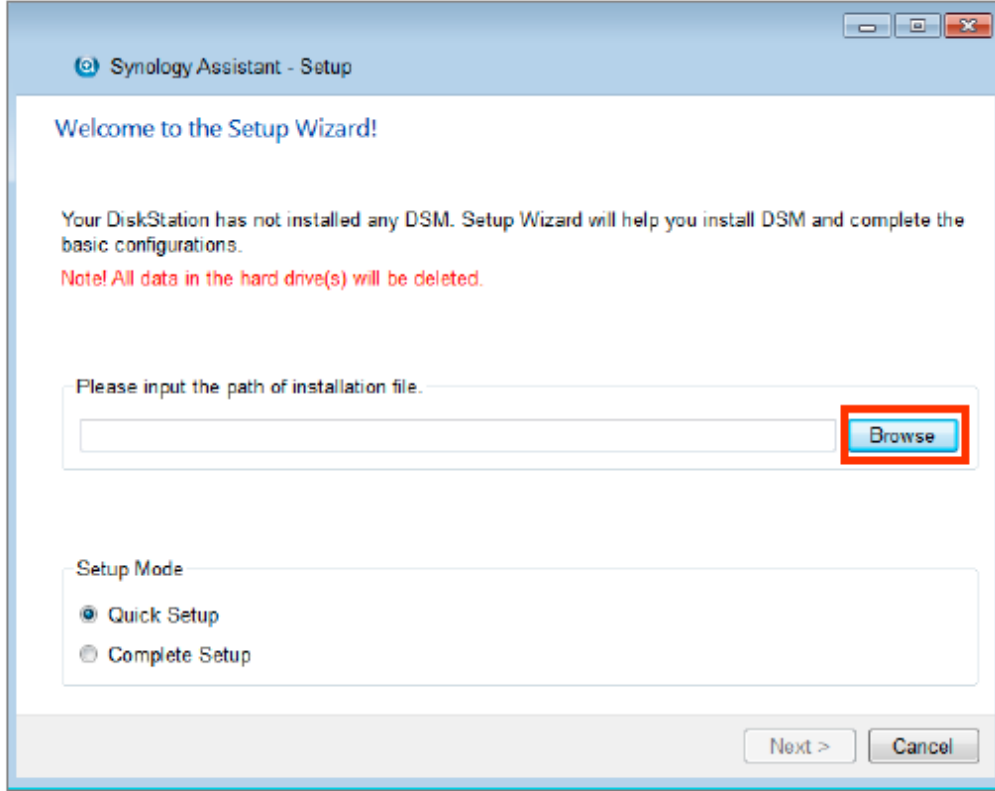 Synology Assistant - Setup
Welcome to the Setup Wizard!
Your DiskStation has not installed any DSM. Setup Wizard will help you install DSM and complete the
basic configurations.
Note! All data in the hard drive(s) will be deleted.
Please input the path of installation file.
Browse
Setup Mode
Quick Setup
Complete Setup
Next >
Cancel